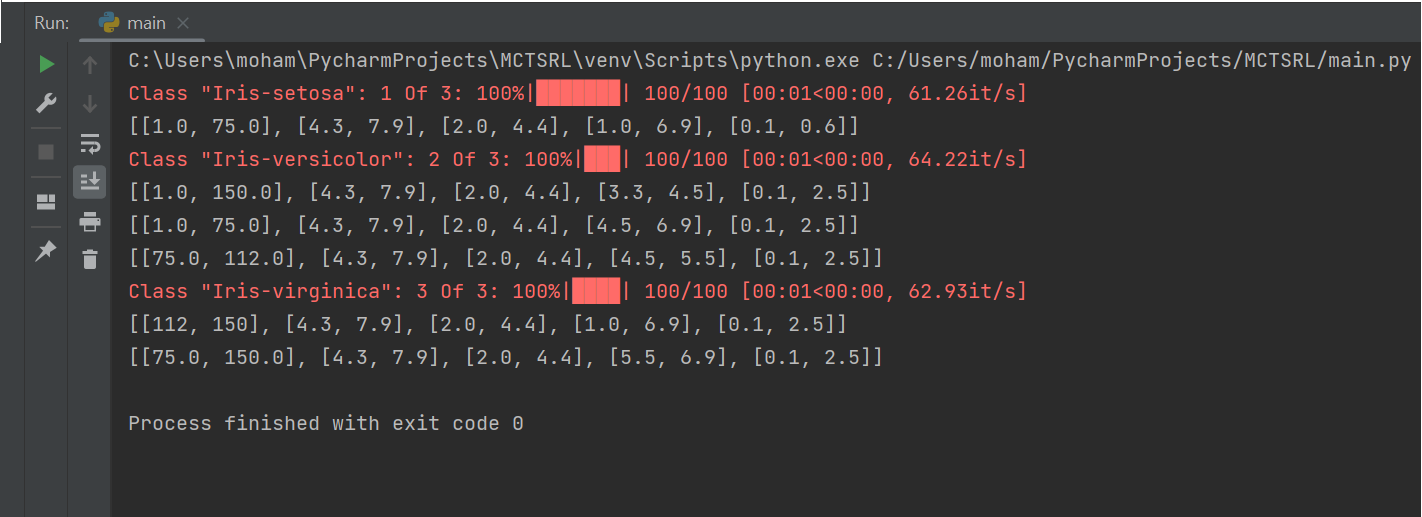 Run: main
C:\Users\moham\PycharmProjects\MCTSRL\venv\Scripts\python.exe C:/Users/moham/PycharmProjects/MCTSRL/main.py
Class "Iris-setosa": 1 Of 3: 100%|███████| 100/100 [00:01<00:00, 61.26it/s]
[[1.0, 75.0], [4.3, 7.9], [2.0, 4.4], [1.0, 6.9], [0.1, 0.6]]
Class "Iris-versicolor": 2 Of 3: 100%|███| 100/100 [00:01<00:00, 64.22it/s]
[[1.0, 150.0], [4.3, 7.9], [2.0, 4.4], [3.3, 4.5], [0.1, 2.5]]
[[1.0, 75.0], [4.3, 7.9], [2.0, 4.4], [4.5, 6.9], [0.1, 2.5]]
[[75.0, 112.0], [4.3, 7.9], [2.0, 4.4], [4.5, 5.5], [0.1, 2.5]]
Class "Iris-virginica": 3 Of 3: 100%|████| 100/100 [00:01<00:00, 62.93it/s]
[[112, 150], [4.3, 7.9], [2.0, 4.4], [1.0, 6.9], [0.1, 2.5]]
[[75.0, 150.0], [4.3, 7.9], [2.0, 4.4], [5.5, 6.9], [0.1, 2.5]]
Process finished with exit code 0